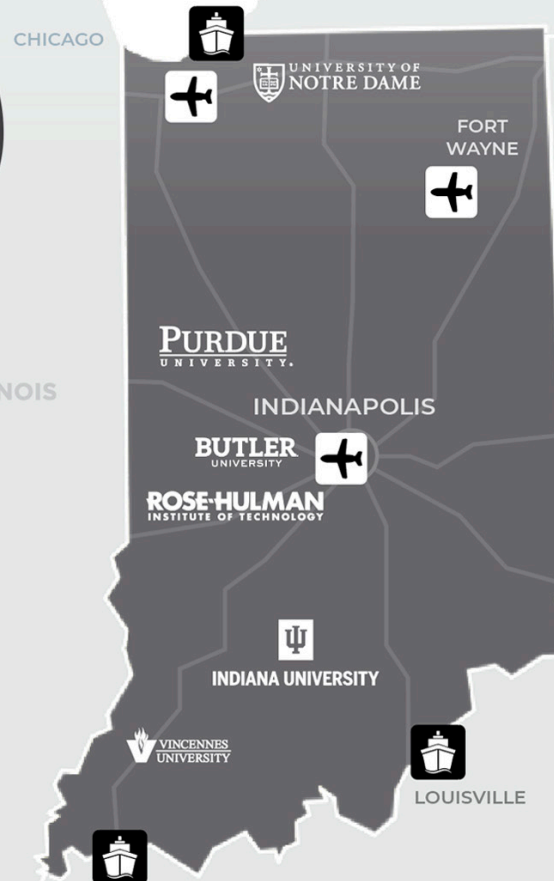 CHICAGO
UNIVERSITY OF
NOTRE DAME
FORT
WAYNE
PURDUE
UNIVERSITY.
NOIS
INDIANAPOLIS
BUTLER
UNIVERSITY
ROSE-HULMAN
INSTITUTE OF TECHNOLOGY
INDIANA UNIVERSITY
VINCENNES
UNIVERSITY
LOUISVILLE